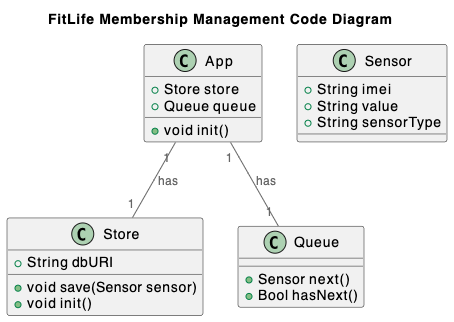 FitLife Membership Management Code Diagram
C App
Store store
Queue queue
void init()
C Sensor
String imei
String value
String sensorType
1
1
has
has
1
1
C Store
String dbURI
void save(Sensor sensor)
void init()
C Queue
Sensor next()
Bool hasNext()